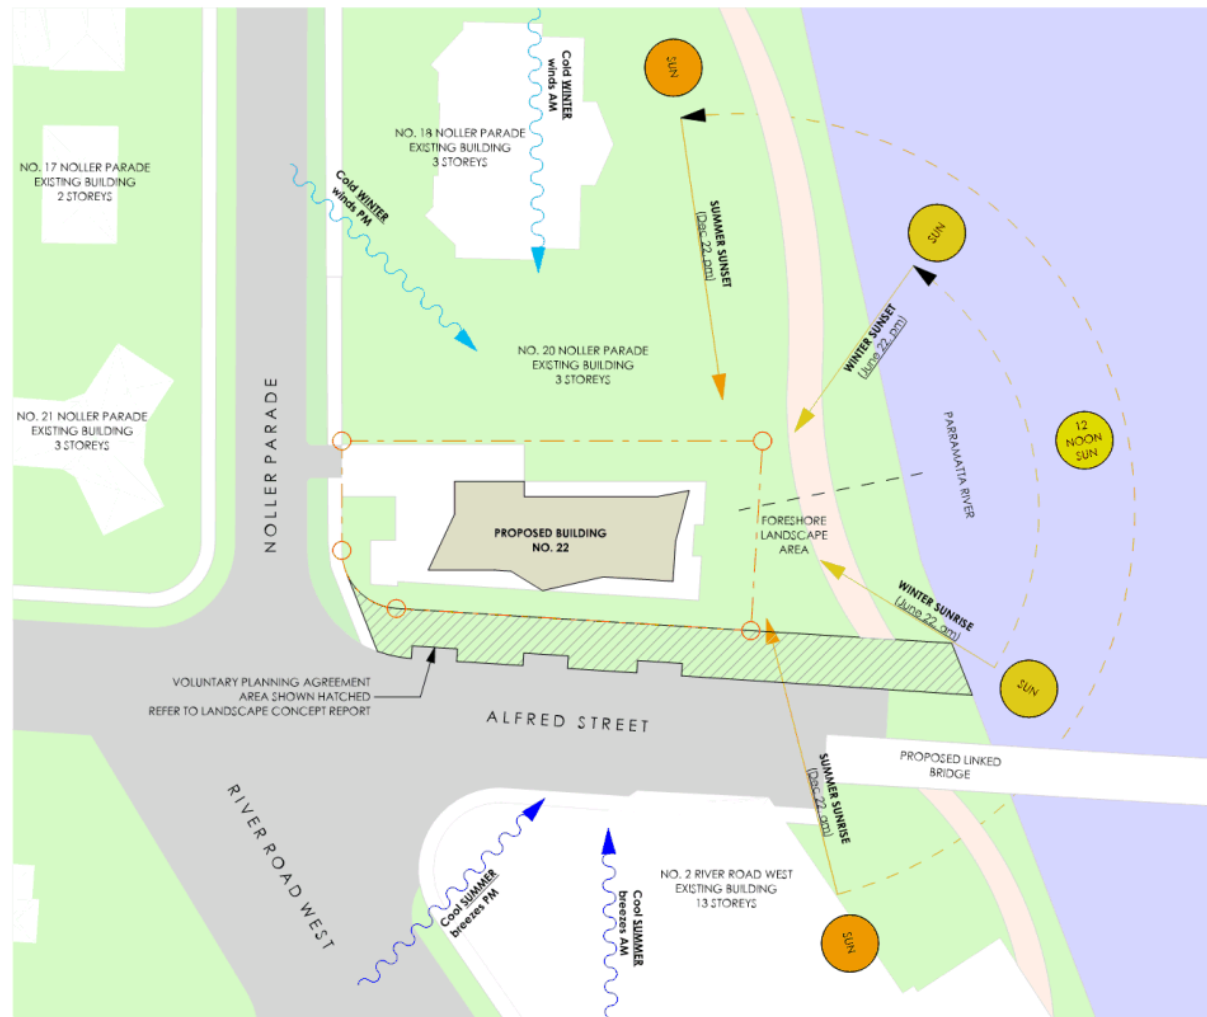 SUN
Cold WINTER
winds AM
NO. 18 NOLLER PARADE
EXISTING BUILDING
3 STOREYS
NO. 17 NOLLER PARADE
EXISTING BUILDING
2 STOREYS
Cold WINTER
winds PM
SUMMER SUNSET
(Dec 22, pm)
SUN
WINTER SUNSET
(June 22, pm)
NO. 20 NOLLER PARADE
EXISTING BUILDING
3 STOREYS
NO. 21 NOLLER PARADE
EXISTING BUILDING
3 STOREYS
NOLLER PARADE
12
NOON
SUN
PARRAMATTA RIVER
PROPOSED BUILDING
NO. 22
FORESHORE
LANDSCAPE
AREA
WINTER SUNRISE
(June 22, am)
SUN
VOLUNTARY PLANNING AGREEMENT
AREA SHOWN HATCHED
REFER TO LANDSCAPE CONCEPT REPORT
ALFRED STREET
PROPOSED LINKED
BRIDGE
SUMMER SUNRISE
(Dec 22, am)
RIVER ROAD WEST
NO. 2 RIVER ROAD WEST
EXISTING BUILDING
13 STOREYS
Cool SUMMER
breezes PM
Cool SUMMER
breezes AM
SUN